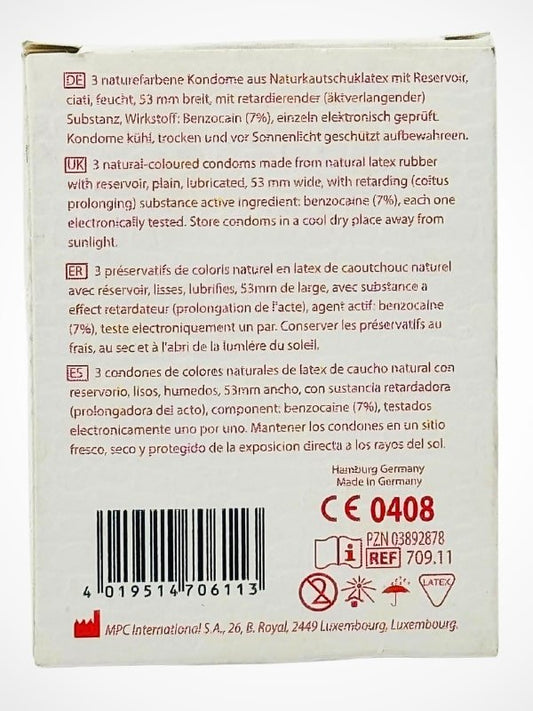 DE 3 naturefarbene Kondome aus Naturkautschuklatex mit Reservoir,
ciati, feucht, 53 mm breit, mit retardierender (äktverlangender)
Substanz, Wirkstoff: Benzocain (7%), einzeln elektronisch geprüft.
Kondome kühl, trocken und vor Sonnenlicht geschützt aufbewahreen.
UK 3 natural-coloured condoms made from natural latex rubber
with reservoir, plain, lubricated, 53 mm wide, with retarding (coitus
prolonging) substance active ingredient: benzocaine (7%), each one
electronically tested. Store condoms in a cool dry place away from
sunlight.
ER 3 préservatifs de coloris naturel en latex de caoutchouc naturel
avec réservoir, lisses, lubrifies, 53mm de large, avec substance a
effect retardateur (prolongation de l'acte), agent actif: benzocaine
(7%), teste electroniquement un par. Conserver les préservatifs au
frais, au sec et à l'abri de la lumière du soleil.
ES 3 condones de colores naturales de latex de caucho natural con
reservorio, lisos, humedos, 53mm ancho, con sustancia retardadora
(prolongadora del acto), component: benzocaine (7%), testados
electronicamente uno por uno. Mantener los condones en un sitio
fresco, seco y protegido de la exposicion directa a los rayos del sol.
Hamburg Germany
Made in Germany
CE 0408
PZN 03892878
REF 709.11
LATEX
4 019514 706113
MPC International S.A., 26, B. Royal, 2449 Luxembourg, Luxembourg.